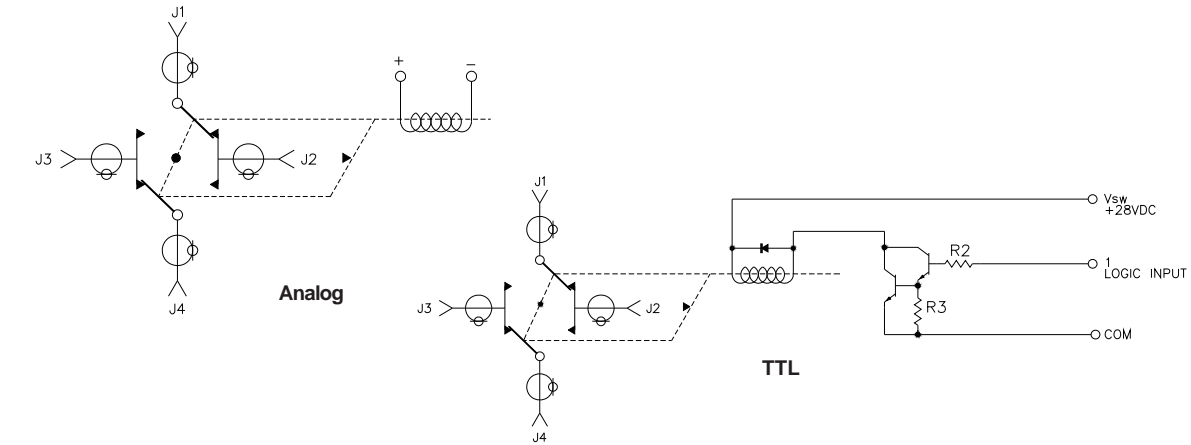 J1
+ −
J3
J2
J4
Analog
J1
Vsw
+28VDC
R2
1
LOGIC INPUT
J3
J2
R3
COM
TTL
J4